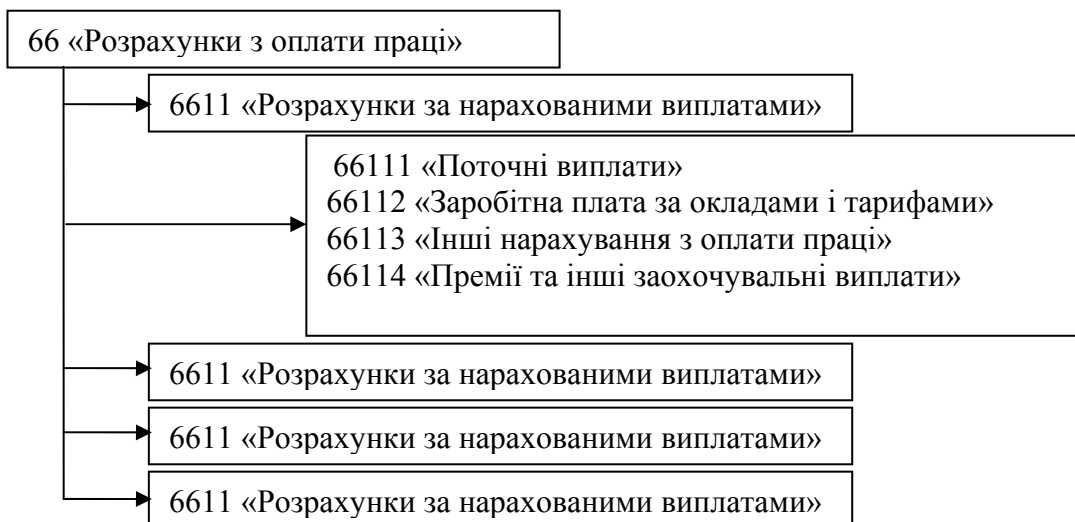 66 «Розрахунки з оплати праці»
6611 «Розрахунки за нарахованими виплатами»
66111 «Поточні виплати»
66112 «Заробітна плата за окладами і тарифами»
66113 «Інші нарахування з оплати праці»
66114 «Премії та інші заохочувальні виплати»
6611 «Розрахунки за нарахованими виплатами»
6611 «Розрахунки за нарахованими виплатами»
6611 «Розрахунки за нарахованими виплатами»